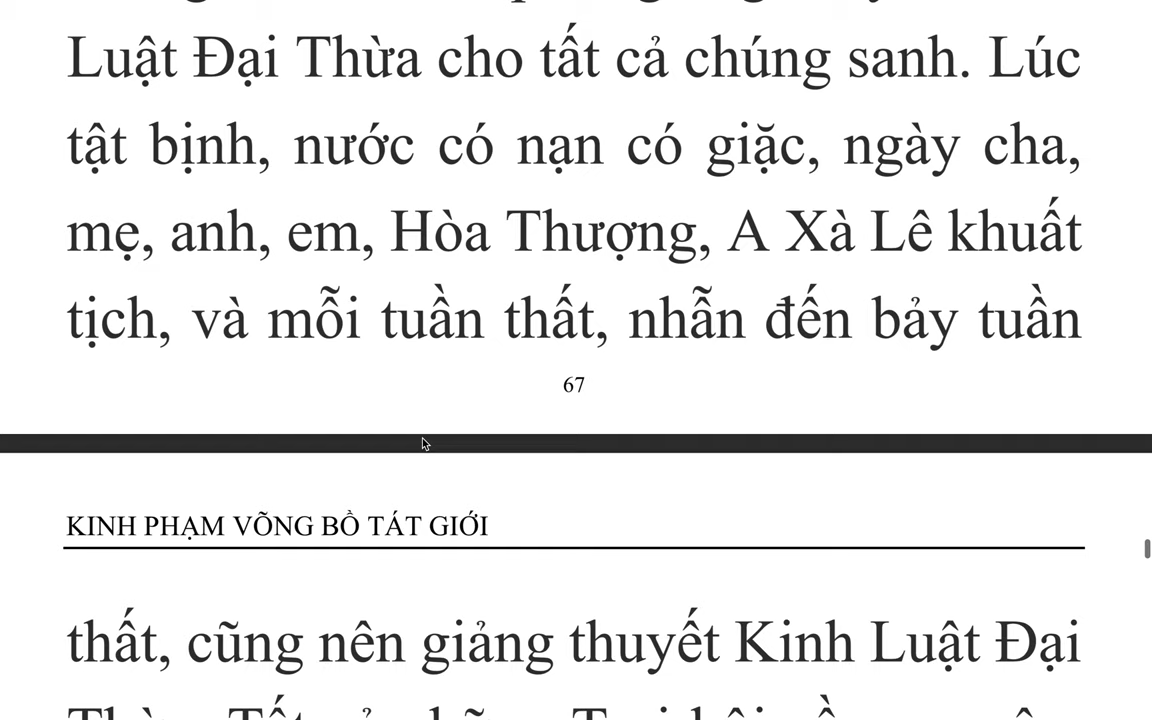 Luật Đại Thừa cho tất cả chúng sanh. Lúc
tật bịnh, nước có nạn có giặc, ngày cha,
mẹ, anh, em, Hòa Thượng, A Xà Lê khuất
tịch, và mỗi tuần thất, nhẫn đến bảy tuần
67
KINH PHẠM VÕNG BỒ TÁT GIỚI
thất, cũng nên giảng thuyết Kinh Luật Đại